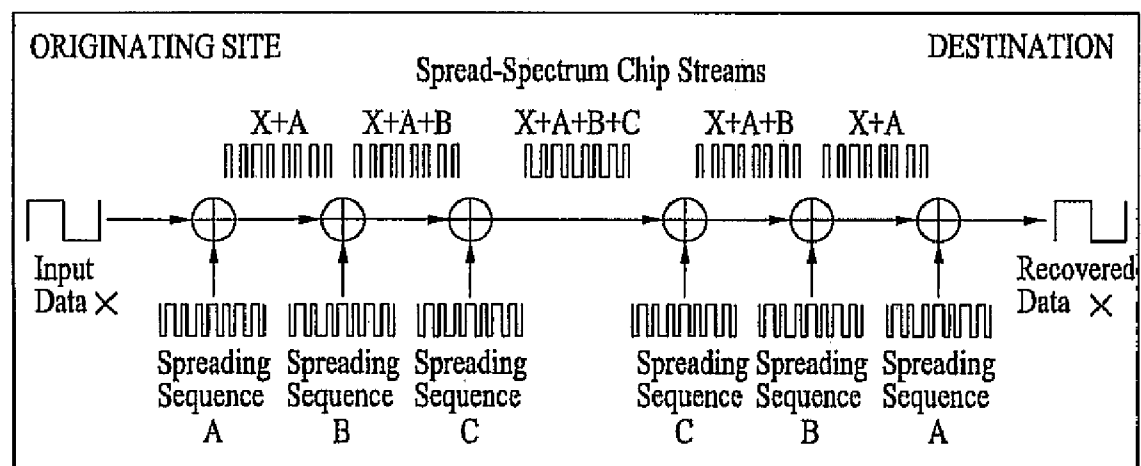 ORIGINATING SITE
DESTINATION
Spread-Spectrum Chip Streams
X+A
X+A+B
X+A+B+C
X+A+B
X+A
Input
Data X
Recovered
Data X
Spreading
Sequence
A
Spreading
Sequence
B
Spreading
Sequence
C
Spreading
Sequence
C
Spreading
Sequence
B
Spreading
Sequence
A